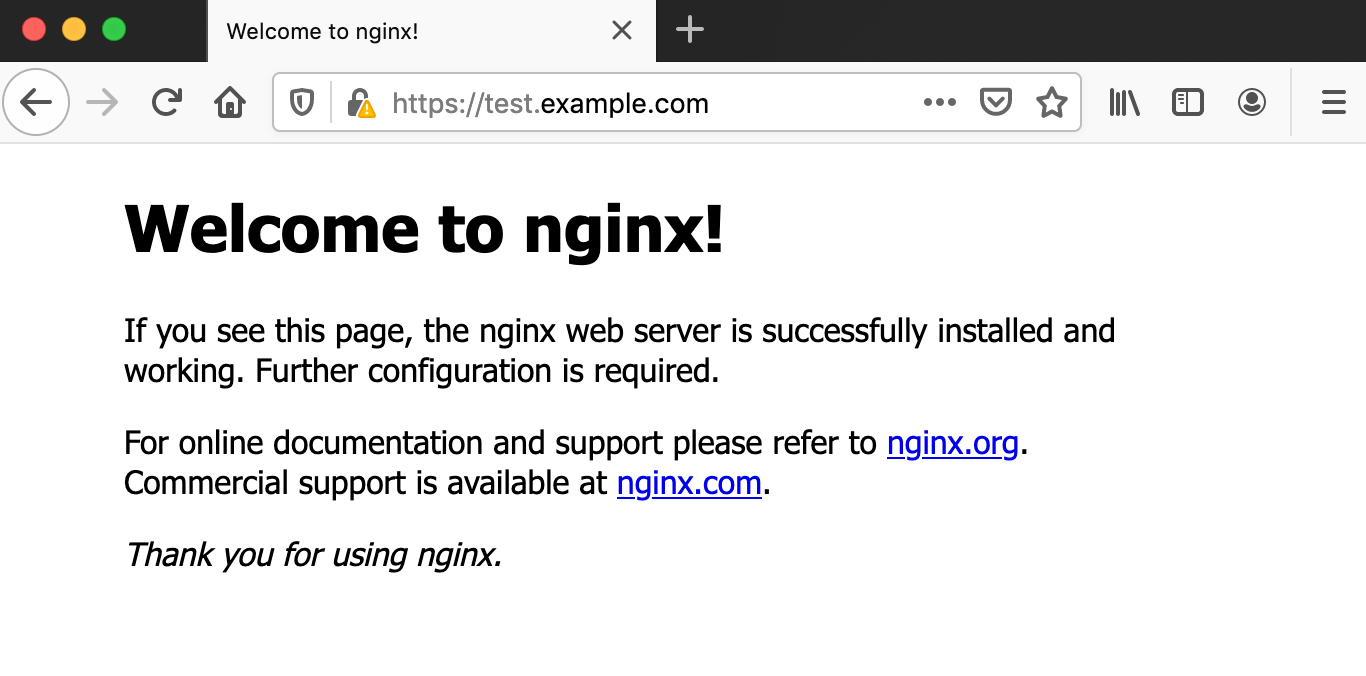 Welcome to nginx!
https://test.example.com
Welcome to nginx!
If you see this page, the nginx web server is successfully installed and
working. Further configuration is required.
For online documentation and support please refer to nginx.org.
Commercial support is available at nginx.com.
Thank you for using nginx.